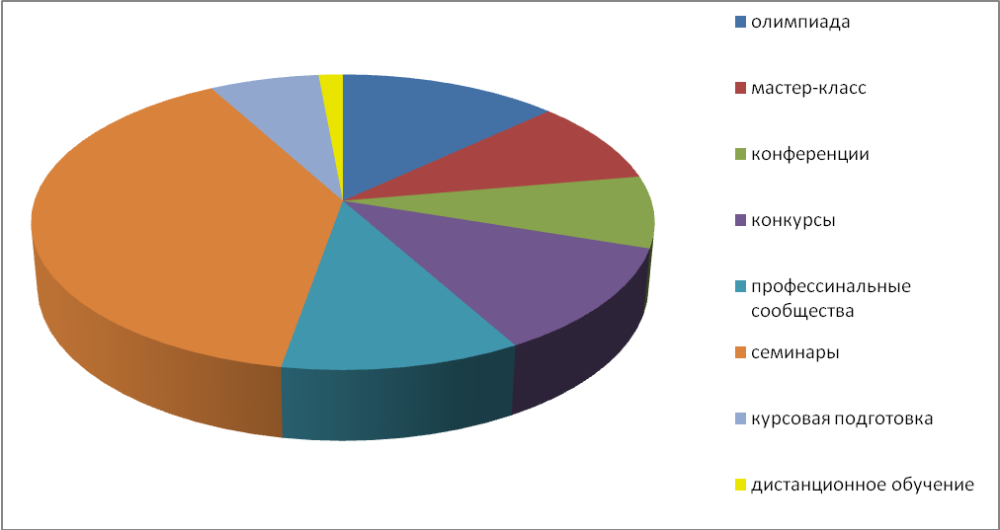 олимпиада
мастер-класс
конференции
конкурсы
профессинальные
сообщества
семинары
курсовая подготовка
дистанционное обучение